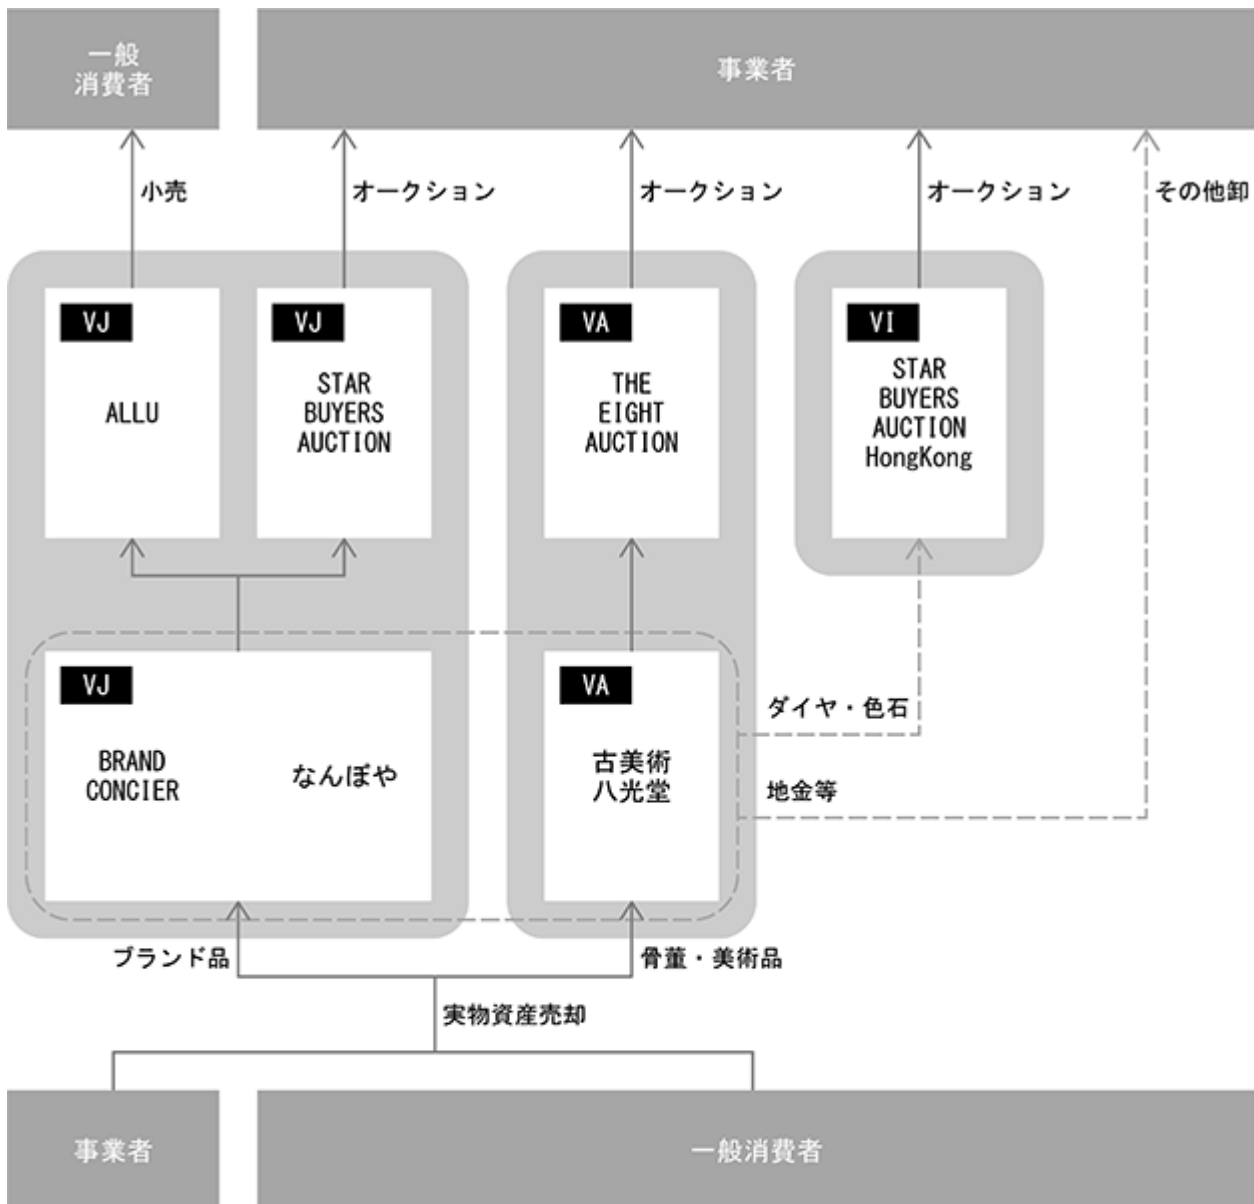 一般
消費者
事業者
小売
オークション
オークション
オークション
その他卸
VJ
ALLU
VJ
STAR
BUYERS
AUCTION
VA
THE
EIGHT
AUCTION
VI
STAR
BUYERS
AUCTION
HongKong
VJ
BRAND
CONCIER
なんぼや
VA
古美術
八光堂
ダイヤ・色石
地金等
ブランド品
骨董・美術品
実物資産売却
事業者
一般消費者